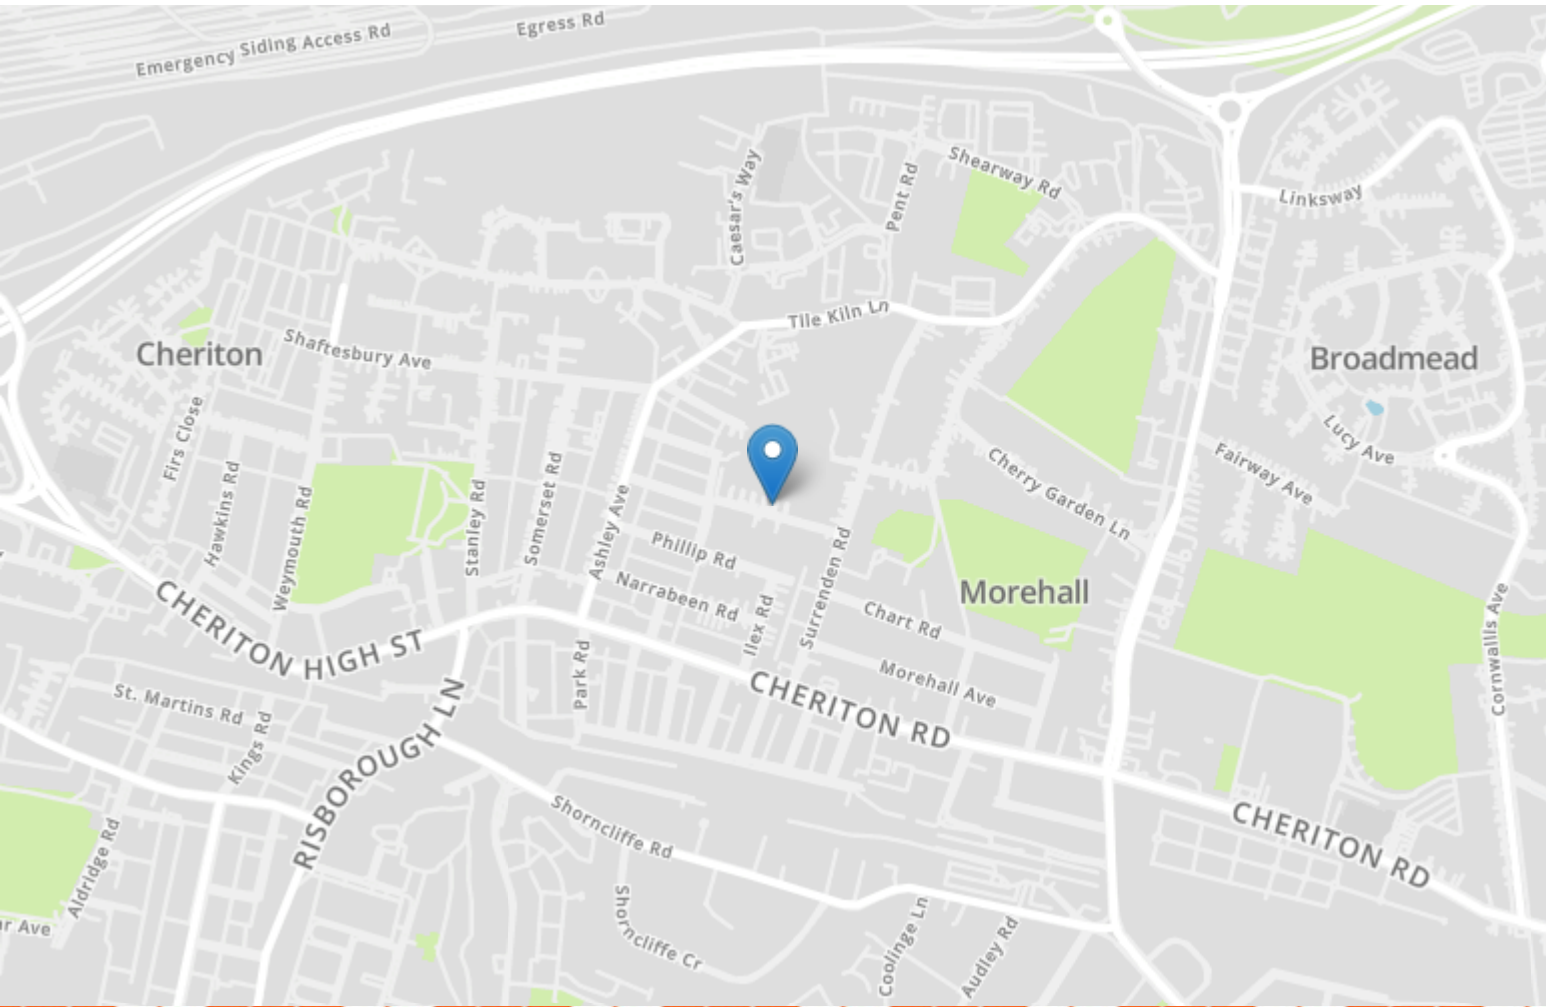 Egress Rd
Emergency Siding Access Rd
Shearway Rd
Caesar's Way
Pent Rd
Linksway
Tile Kiln Ln
Cheriton
Shaftesbury Ave
Broadmead
Firs Close
Lucy Ave
Fairway Ave
Cherry Garden Ln
Hawkins Rd
Weymouth Rd
Stanley Rd
Somerset Rd
Ashley Ave
Phillip Rd
Surrenden Rd
Morehall
Narrabeen Rd
Ilex Rd
Chart Rd
Cornwallis Ave
CHERITON HIGH ST
Park Rd
Morehall Ave
St. Martins Rd
Kings Rd
RISBOROUGH LN
CHERITON RD
Shorncliffe Rd
CHERITON RD
Aldridge Rd
ar Ave
Shorncliffe Cr
Coolinge Ln
Audley Rd